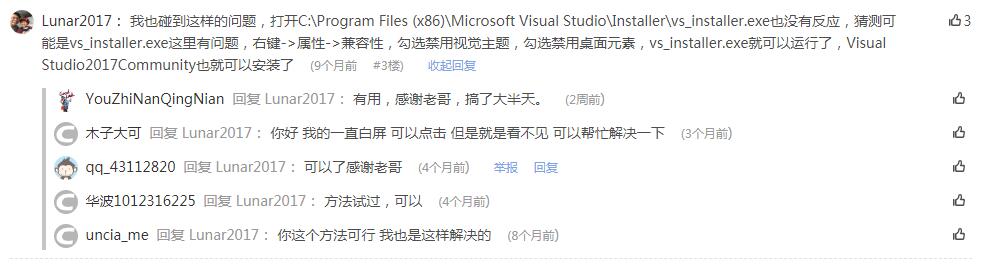 Lunar2017： 我也碰到这样的问题，打开C:\Program Files (x86)\Microsoft Visual Studio\Installer\vs_installer.exe也没有反应，猜测可 3
能是vs_installer.exe这里有问题，右键->属性->兼容性，勾选禁用视觉主题，勾选禁用桌面元素，vs_installer.exe就可以运行了，Visual
Studio2017Community也就可以安装了 (9个月前 #3楼) 收起回复
YouZhiNanQingNian 回复 Lunar2017： 有用，感谢老哥，搞了大半天。 (2周前)
木子大可 回复 Lunar2017： 你好 我的一直白屏 可以点击 但是就是看不见 可以帮忙解决一下 (3个月前)
qq_43112820 回复 Lunar2017： 可以了感谢老哥 (4个月前) 举报 回复
华波1012316225 回复 Lunar2017： 方法试过，可以 (4个月前)
uncia_me 回复 Lunar2017： 你这个方法可行 我也是这样解决的 (8个月前)